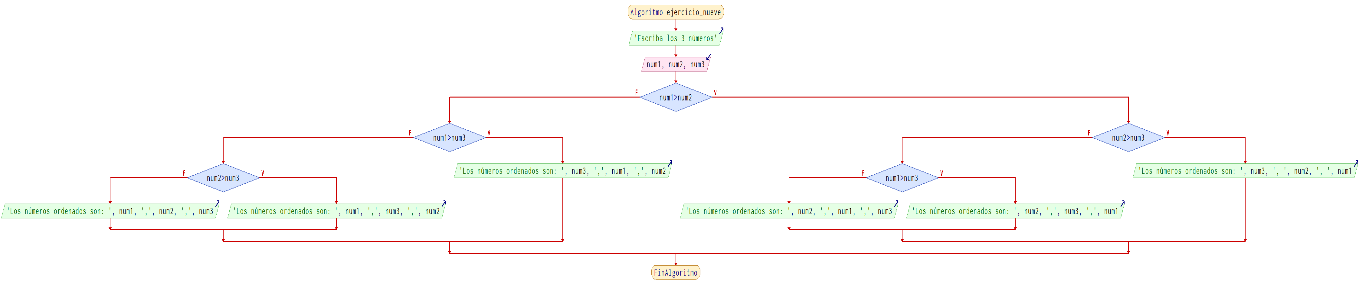 Algoritmo ejercicio_nueve
'Escriba los 3 números'
num1, num2, num3
num1>num2
F
V
num1>num3
F
V
num2>num3
F
V
num2>num3
F
V
'Los números ordenados son: ', num3, ',', num1, ',', num2
num1>num3
F
V
'Los números ordenados son: ', num3, ',', num2, ',', num1
'Los números ordenados son: ', num1, ',', num2, ',', num3
'Los números ordenados son: ', num1, ',', num3, ',', num2
'Los números ordenados son: ', num2, ',', num1, ',', num3
'Los números ordenados son: ', num2, ',', num3, ',', num1
FinAlgoritmo